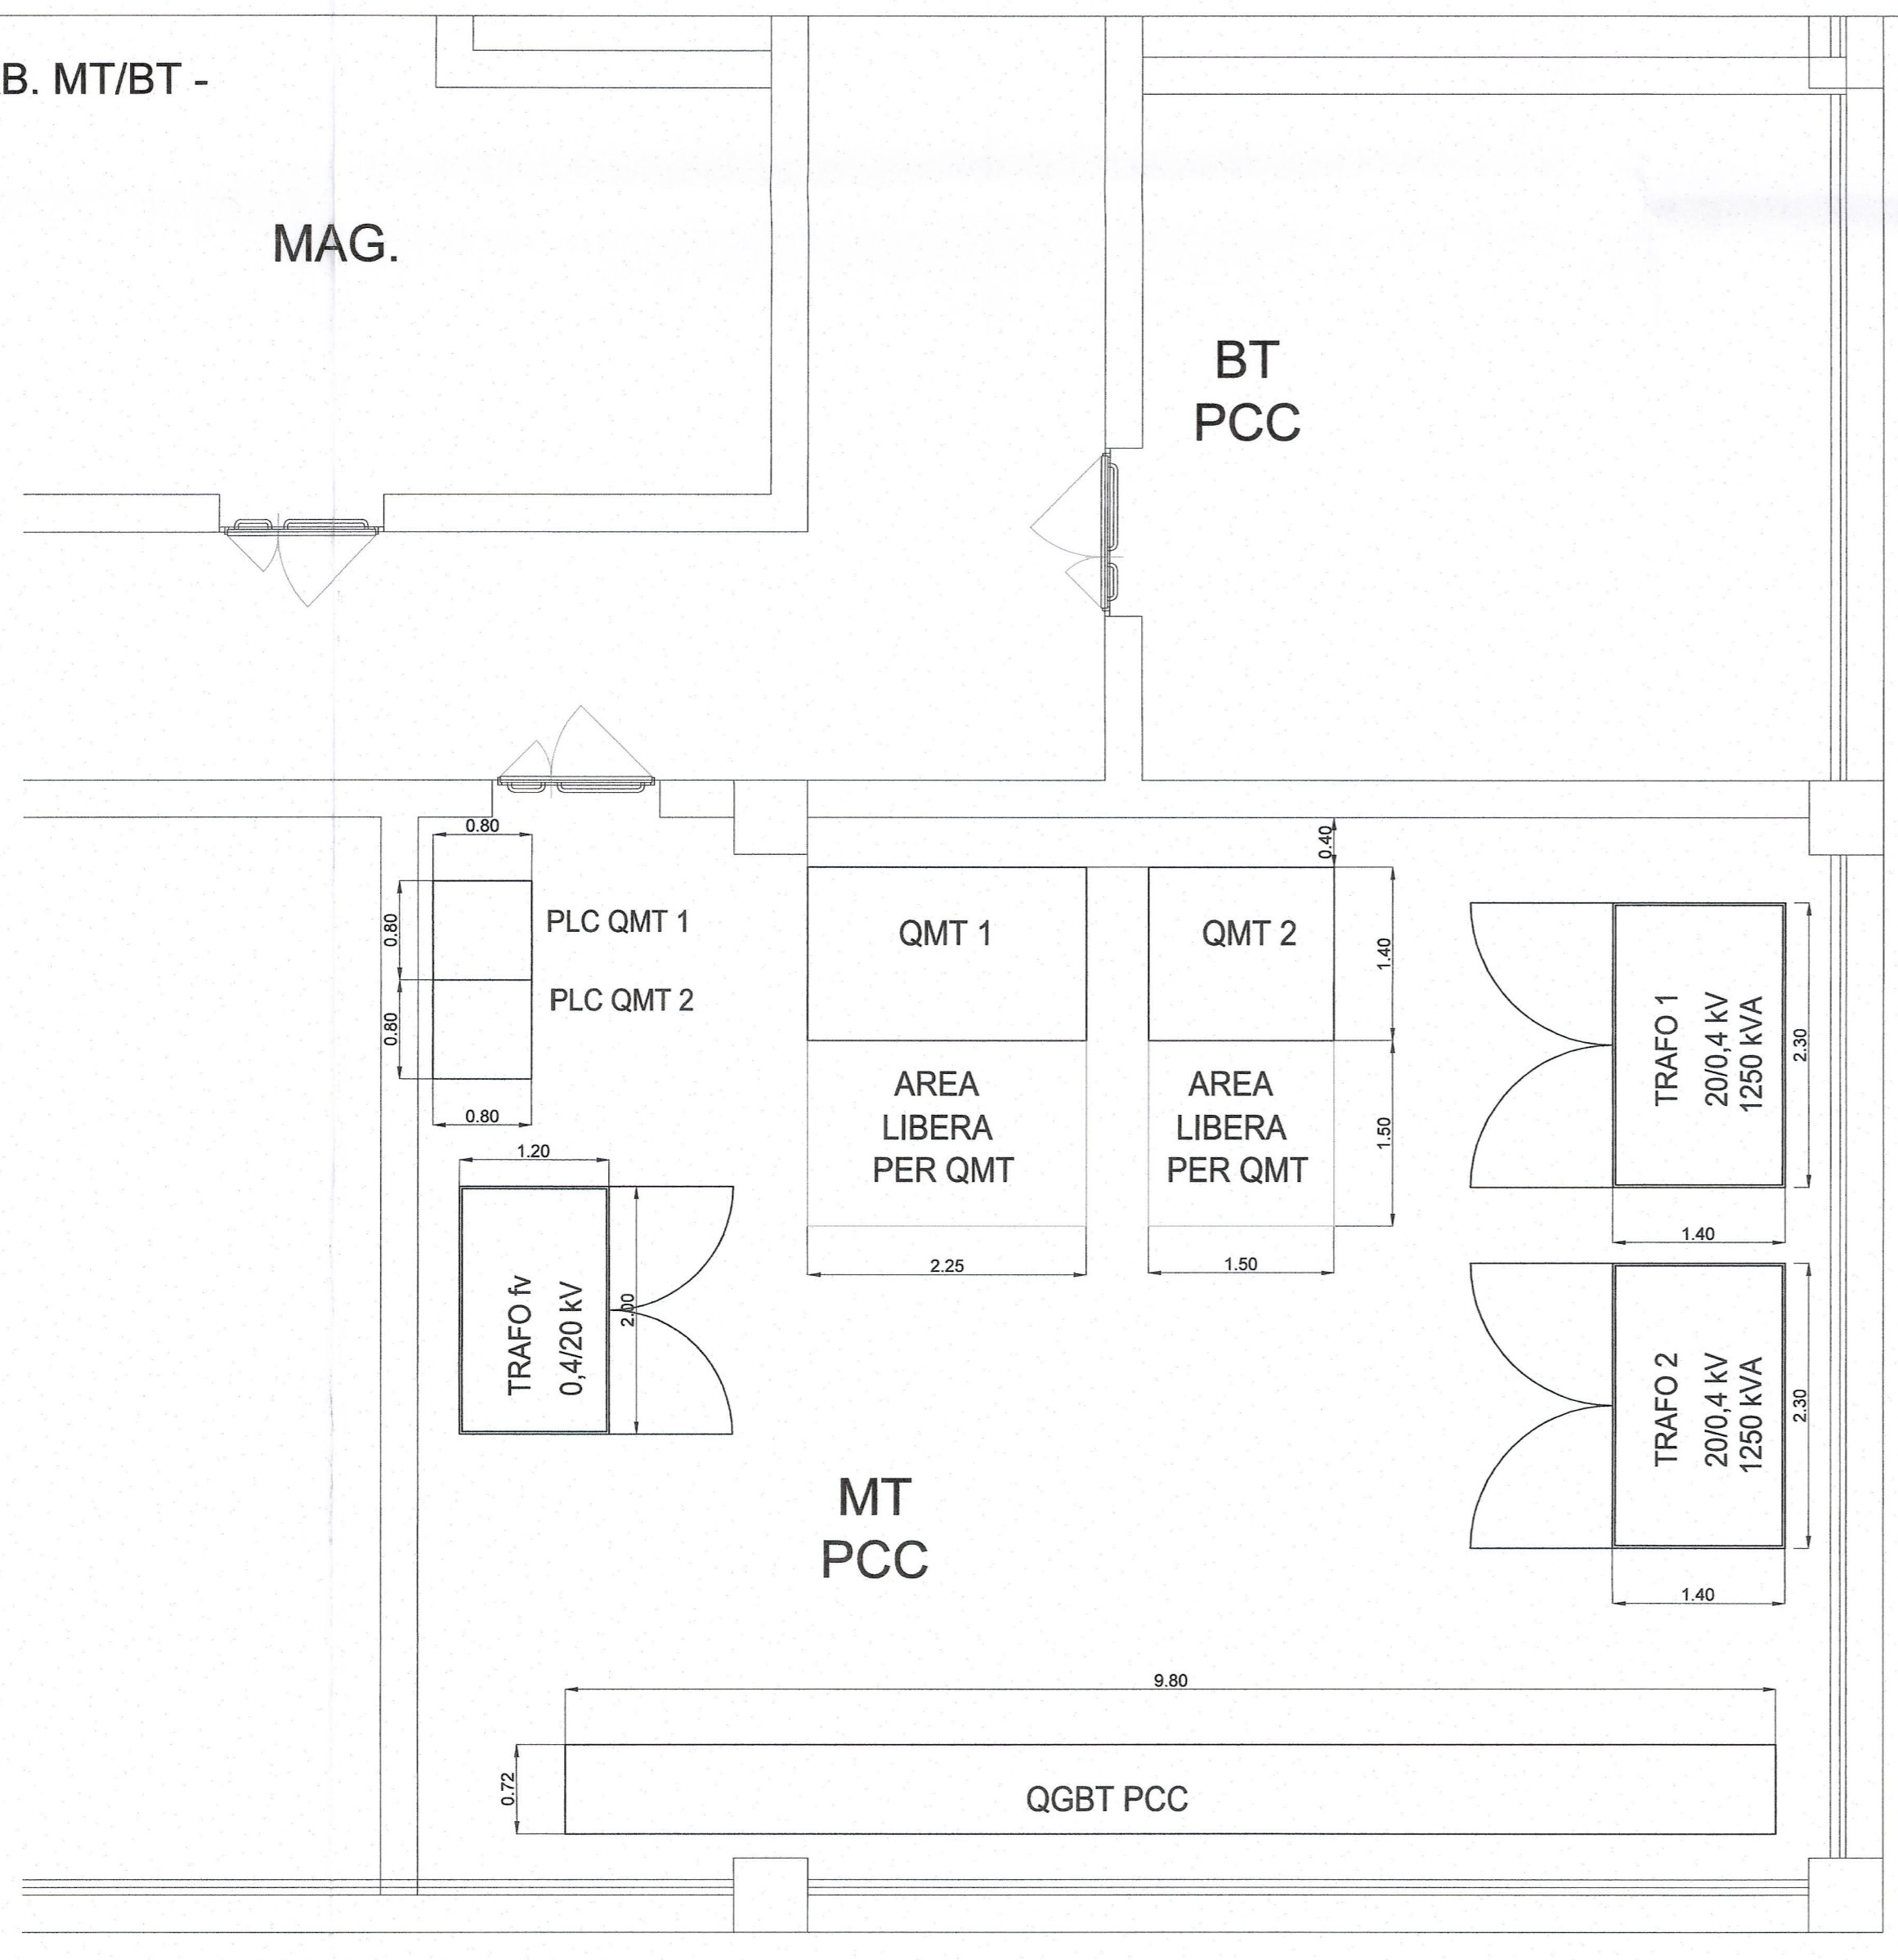 B. MT/BT -
MAG.
BT
PCC
0.80
0.40
0.80
PLC QMT 1
QMT 1
QMT 2
1.40
0.80
PLC QMT 2
0.80
AREA
LIBERA
PER QMT
AREA
LIBERA
PER QMT
1.50
2.25
1.50
TRAFO 1
20/0,4 kV
1250 kVA
2.30
1.40
1.20
TRAFO fv
0,4/20 kV
2.00
TRAFO 2
20/0,4 kV
1250 kVA
2.30
1.40
MT
PCC
9.80
0.72
QGBT PCC